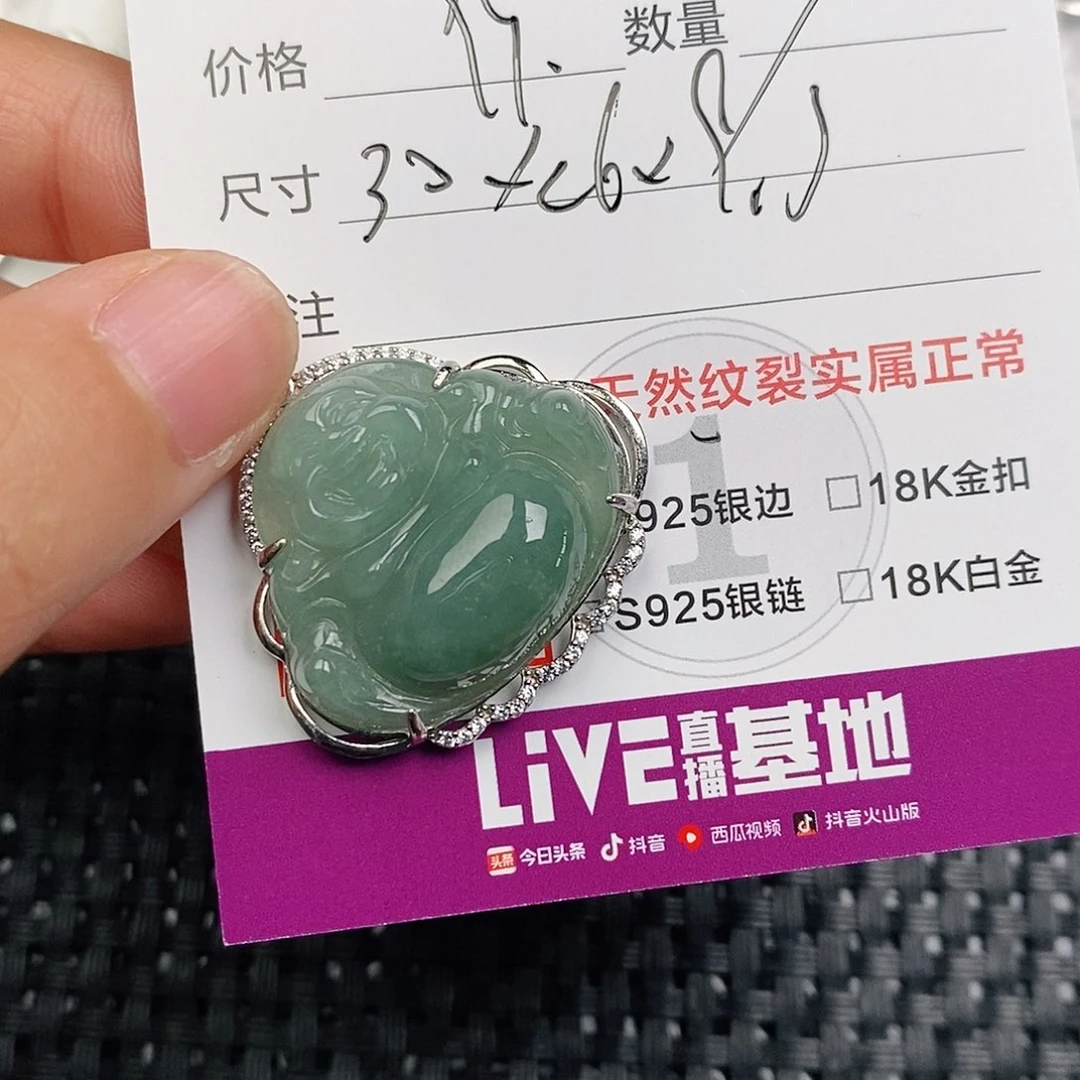 价格 数量
尺寸
注
天然纹裂实属正常
925银边 □18K金扣
1
S925银链 □18K白金
LiVE直播基地
头条 今日头条 抖音 西瓜视频 抖音火山版